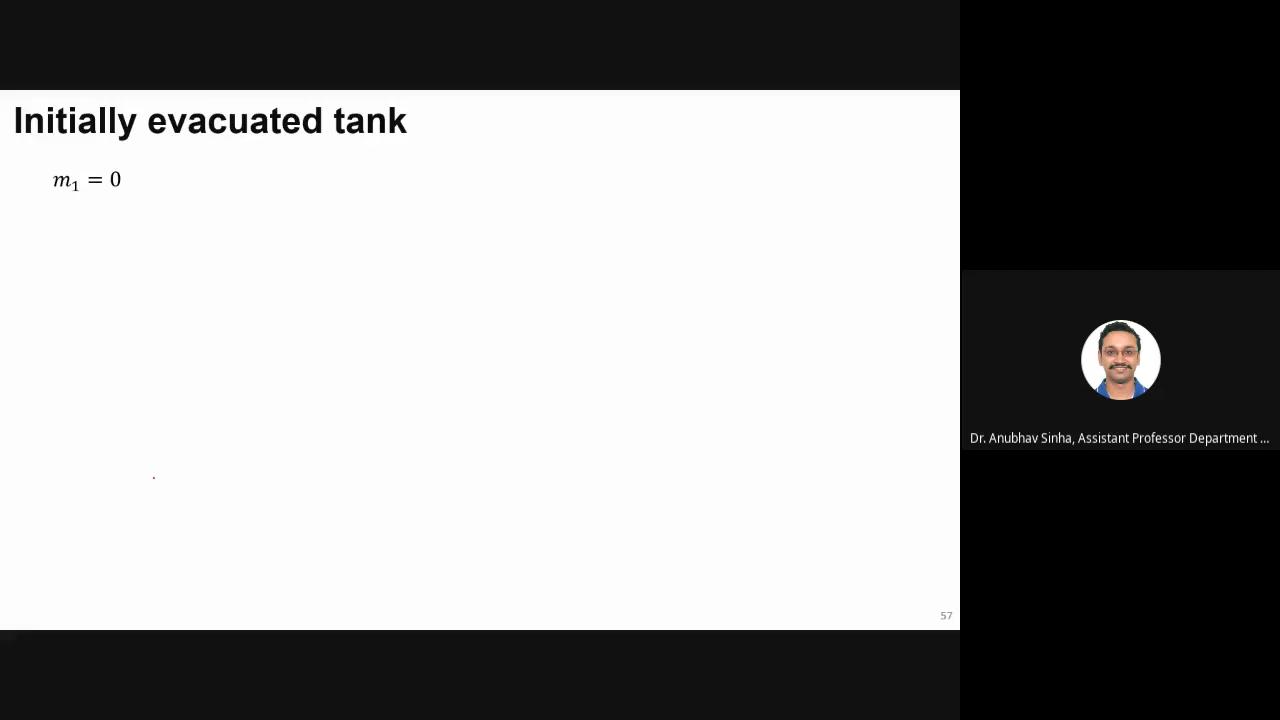 Initially evacuated tank
m₁ = 0
Dr. Anubhav Sinha, Assistant Professor Department ...
57